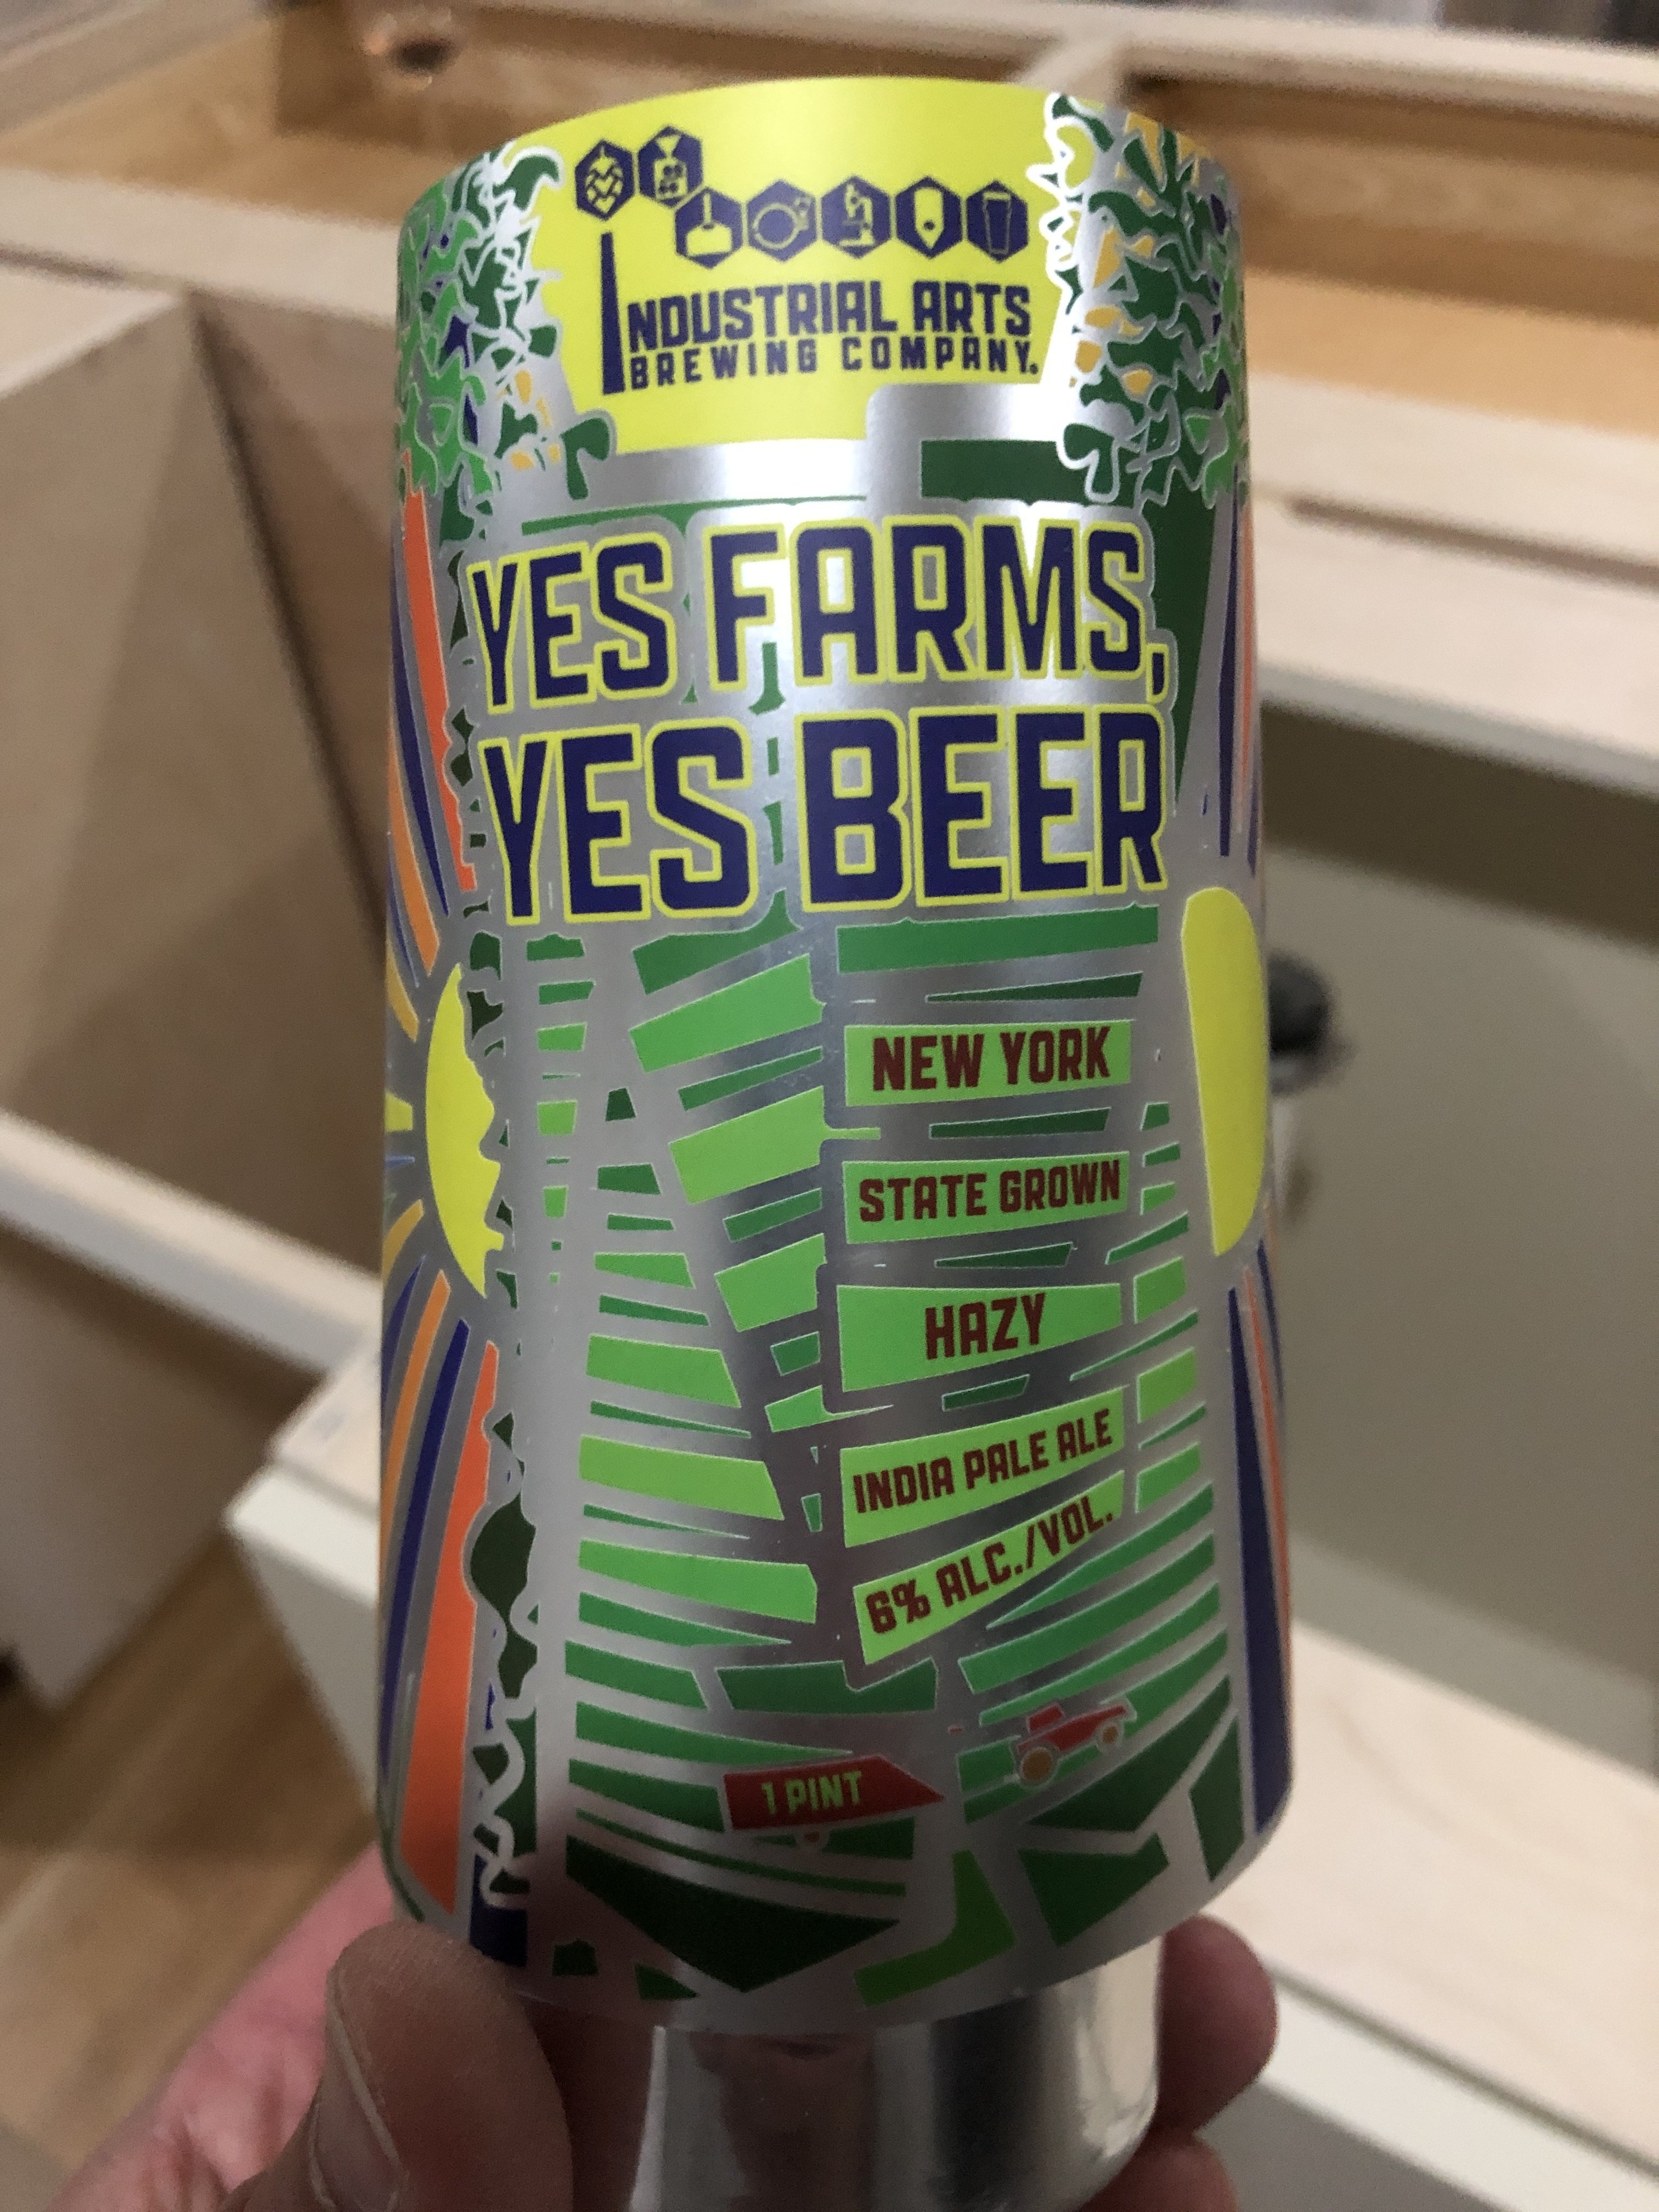 INDUSTRIAL ARTS
BREWING COMPANY.
YES FARMS,
YES BEER
NEW YORK
STATE GROWN
HAZY
INDIA PALE ALE
6% ALC./VOL.
1 PINT